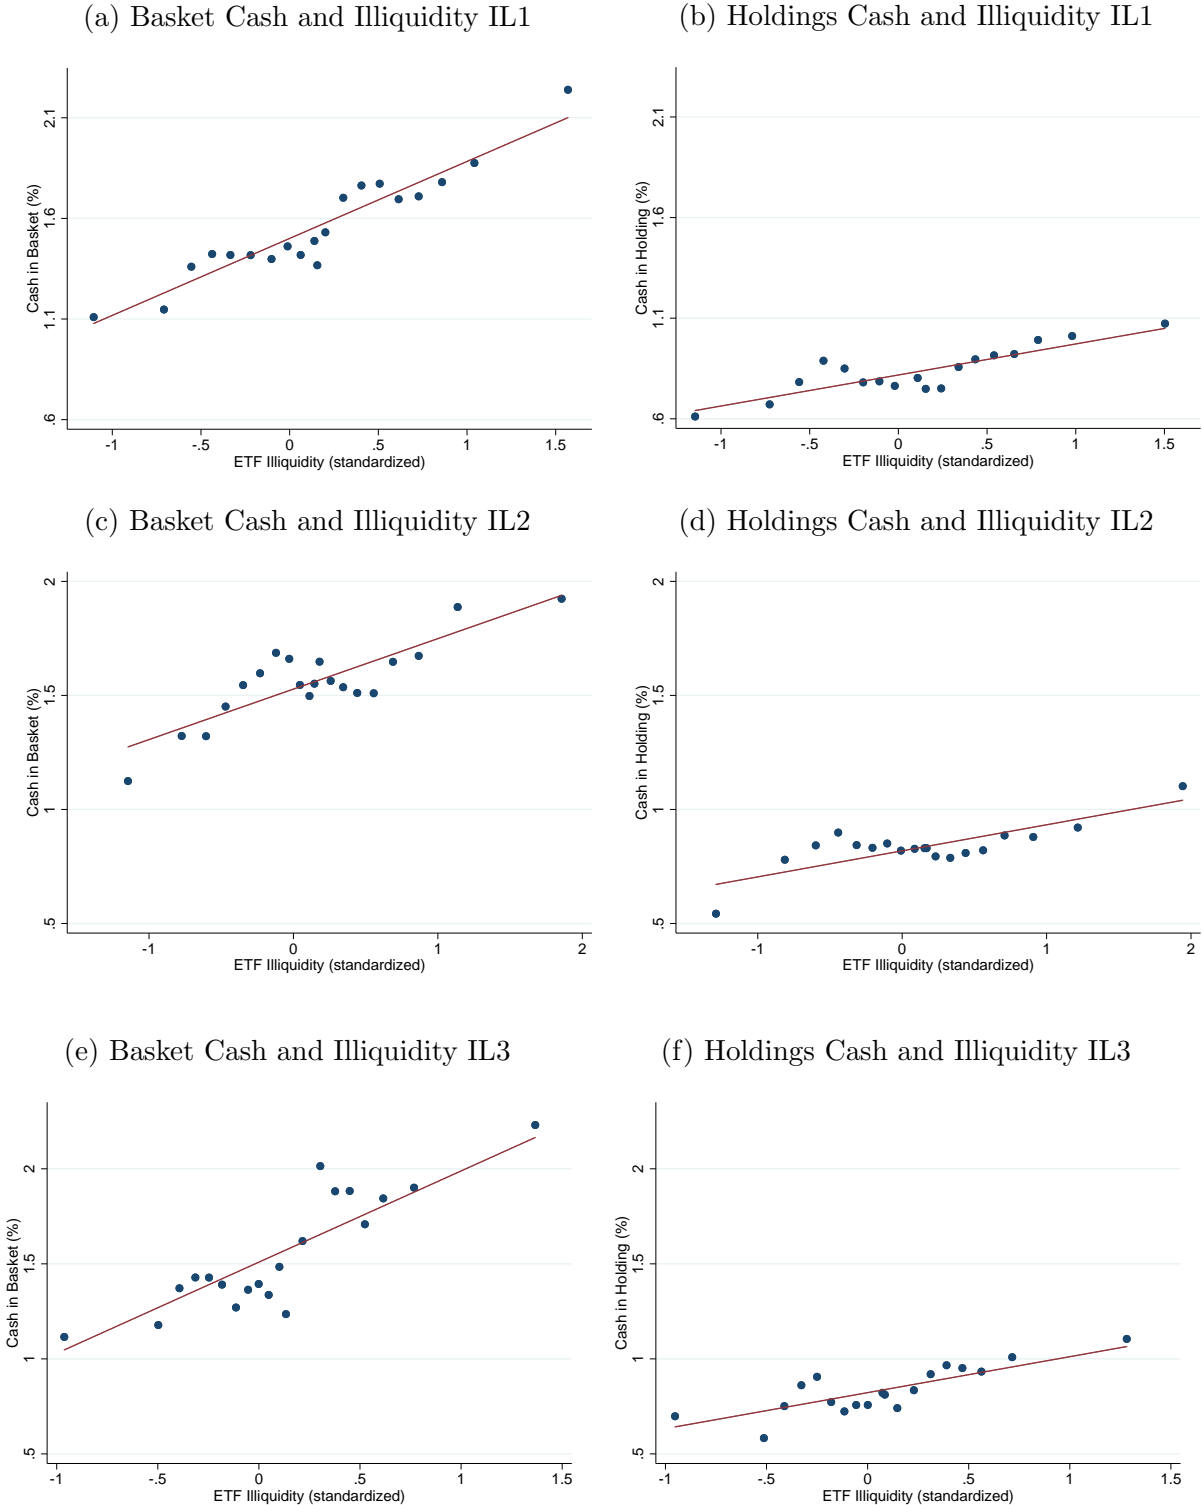 (a) Basket Cash and Illiquidity IL1
Cash in Basket (%)
2.1
1.6
1.1
.6
-1 -.5 0 .5 1 1.5
ETF Illiquidity (standardized)
(b) Holdings Cash and Illiquidity IL1
Cash in Holding (%)
2.1
1.6
1.1
.6
-1 -.5 0 .5 1 1.5
ETF Illiquidity (standardized)
(c) Basket Cash and Illiquidity IL2
Cash in Basket (%)
2
1.5
1
.5
-1 0 1 2
ETF Illiquidity (standardized)
(d) Holdings Cash and Illiquidity IL2
Cash in Holding (%)
2
1.5
1
.5
-1 0 1 2
ETF Illiquidity (standardized)
(e) Basket Cash and Illiquidity IL3
Cash in Basket (%)
2
1.5
1
.5
-1 -.5 0 .5 1 1.5
ETF Illiquidity (standardized)
(f) Holdings Cash and Illiquidity IL3
Cash in Holding (%)
2
1.5
1
.5
-1 -.5 0 .5 1 1.5
ETF Illiquidity (standardized)